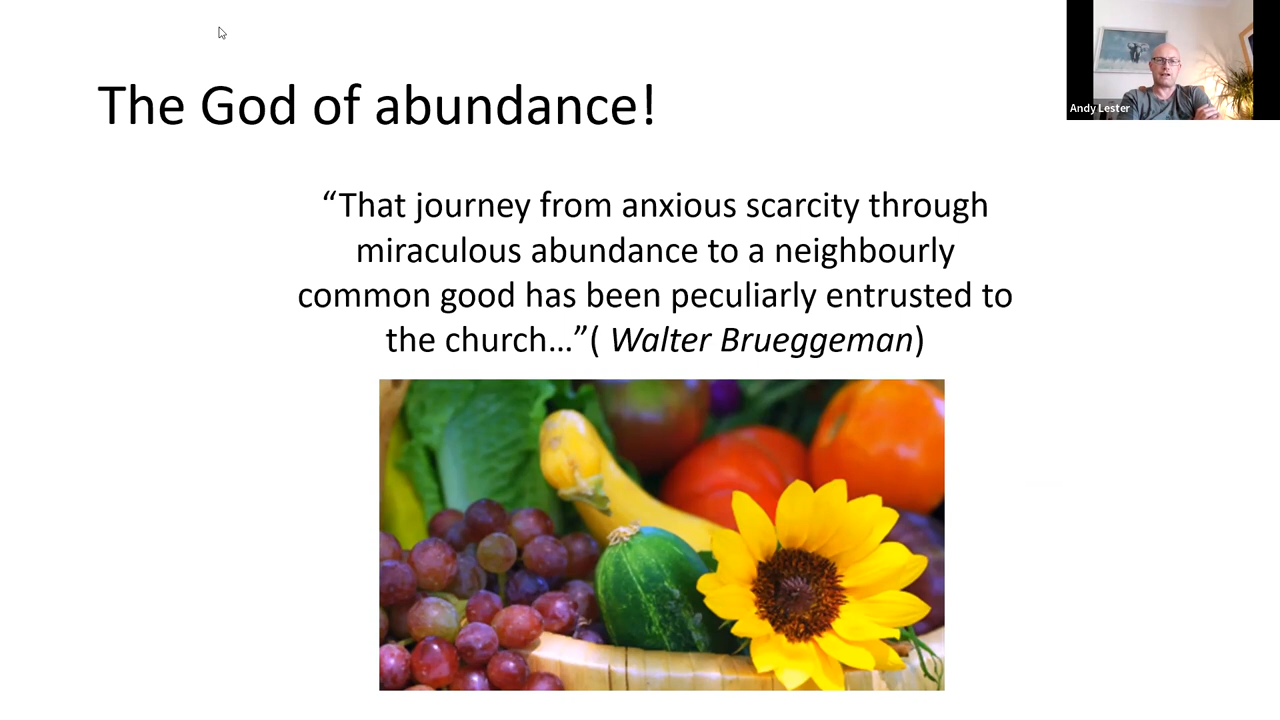 The God of abundance!
Andy Lester
“That journey from anxious scarcity through
miraculous abundance to a neighbourly
common good has been peculiarly entrusted to
the church…”( Walter Brueggeman)